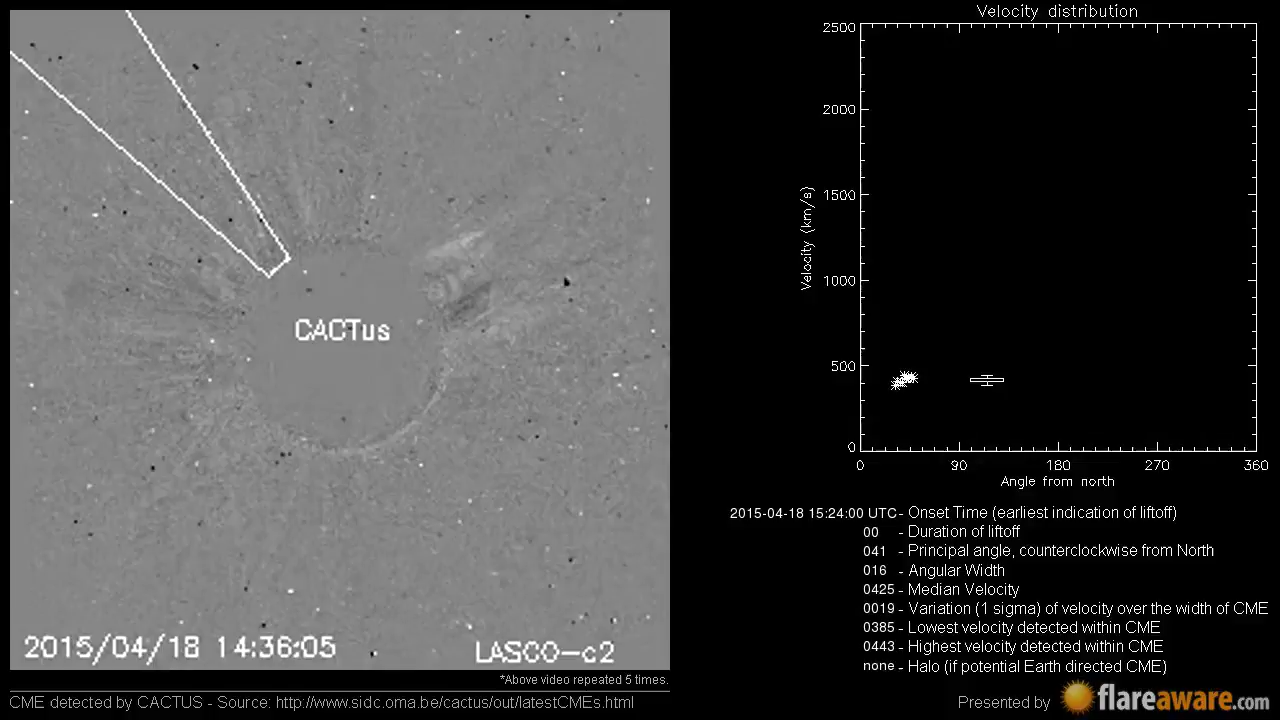 Velocity distribution
2500
2000
1500
1000
500
0
Velocity (km/s)
0 90 180 270 360
Angle from north
CACTus
2015/04/18 14:36:05 LASCO-c2
*Above video repeated 5 times.
CME detected by CACTUS - Source: http://www.sidc.oma.be/cactus/out/latestCMEs.html
2015-04-18 15:24:00 UTC - Onset Time (earliest indication of liftoff)
00 - Duration of liftoff
041 - Principal angle, counterclockwise from North
016 - Angular Width
0425 - Median Velocity
0019 - Variation (1 sigma) of velocity over the width of CME
0385 - Lowest velocity detected within CME
0443 - Highest velocity detected within CME
none - Halo (if potential Earth directed CME)
Presented by flareaware.com